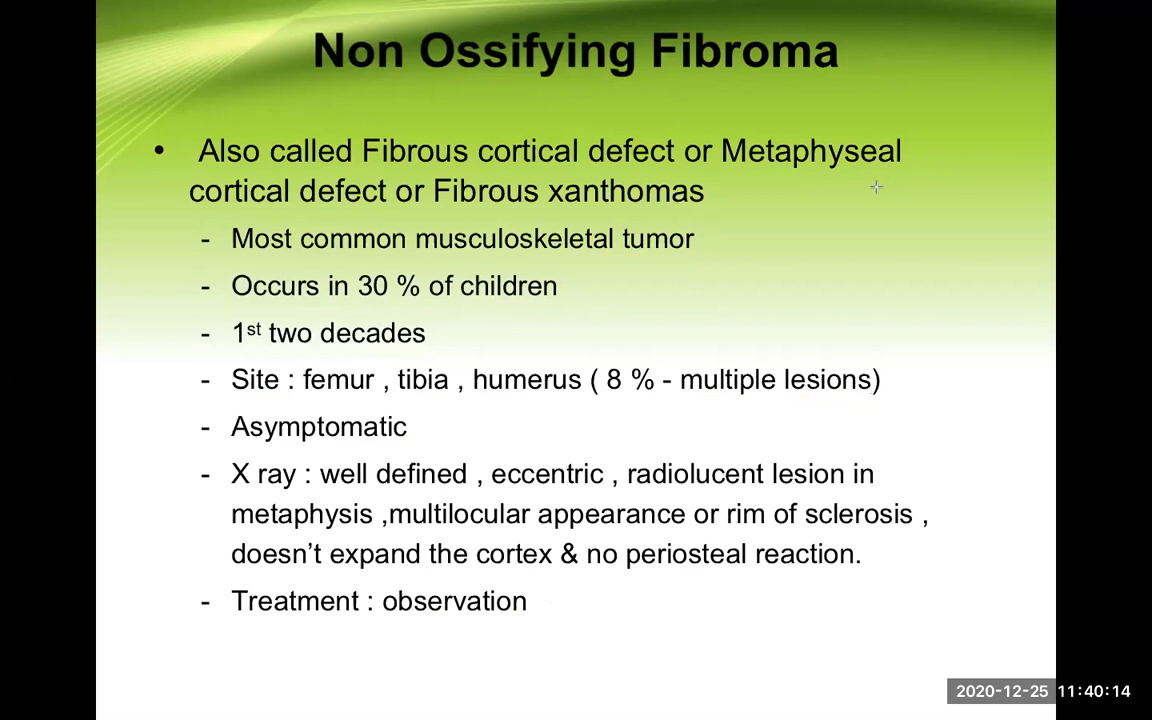 Non Ossifying Fibroma
• Also called Fibrous cortical defect or Metaphyseal
cortical defect or Fibrous xanthomas
- Most common musculoskeletal tumor
- Occurs in 30 % of children
- 1st two decades
- Site : femur , tibia , humerus ( 8 % - multiple lesions)
- Asymptomatic
- X ray : well defined , eccentric , radiolucent lesion in
metaphysis ,multilocular appearance or rim of sclerosis ,
doesn’t expand the cortex & no periosteal reaction.
- Treatment : observation
2020-12-25 11:40:14